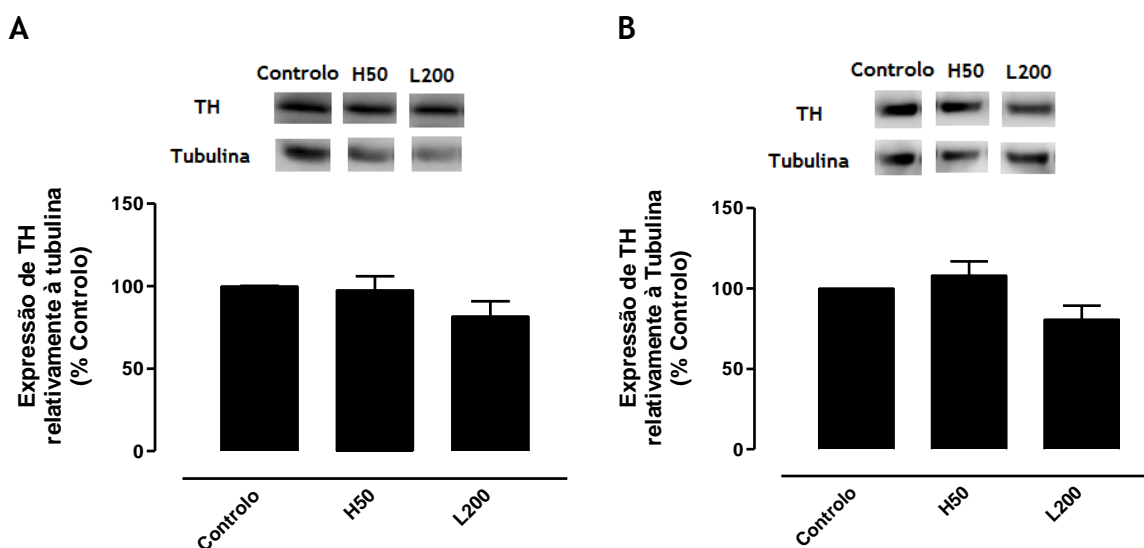 A
Controlo H50 L200
TH
Tubulina
Expressão de TH
relativamente à tubulina
(% Controlo)
150
100
50
0
Controlo
H50
L200
B
Controlo H50 L200
TH
Tubulina
Expressão de TH
relativamente à Tubulina
(% Controlo)
150
100
50
0
Controlo
H50
L200